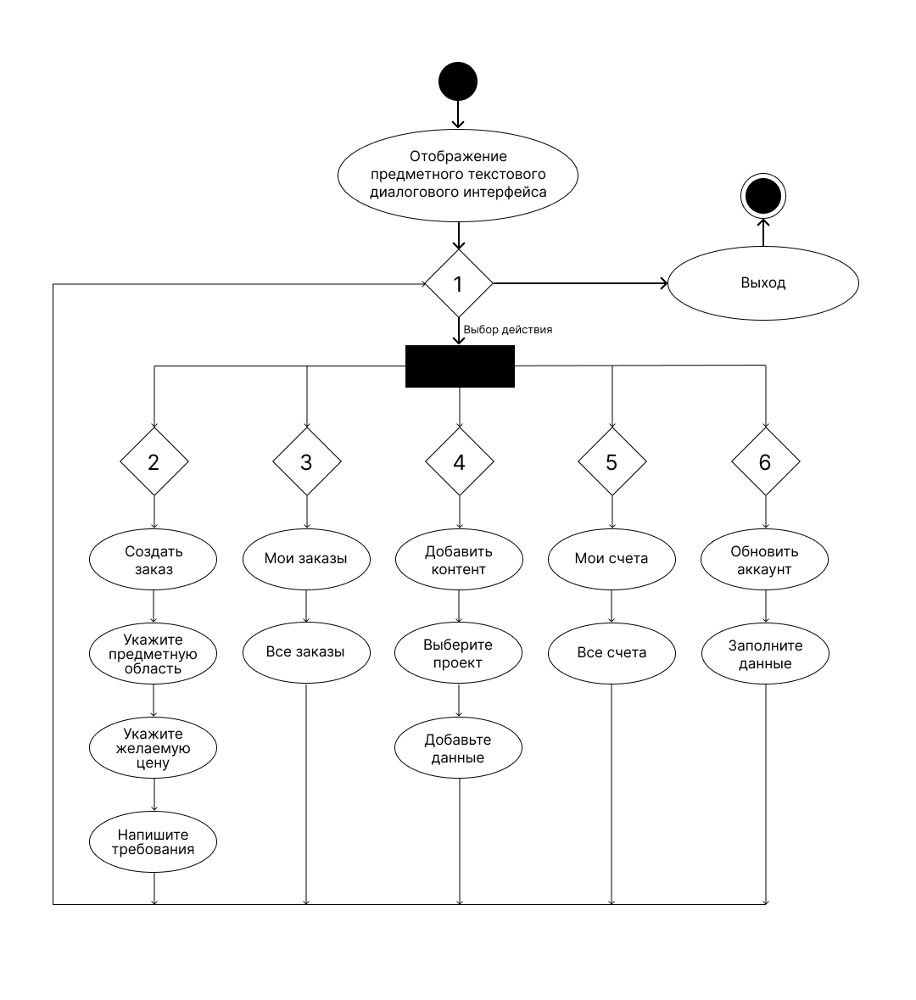 Отображение
предметного текстового
диалогового интерфейса
1
Выход
Выбор действия
2
3
4
5
6
Создать
заказ
Мои заказы
Добавить
контент
Мои счета
Обновить
аккаунт
Укажите
предметную
область
Все заказы
Выберите
проект
Все счета
Заполните
данные
Укажите
желаемую
цену
Добавьте
данные
Напишите
требования